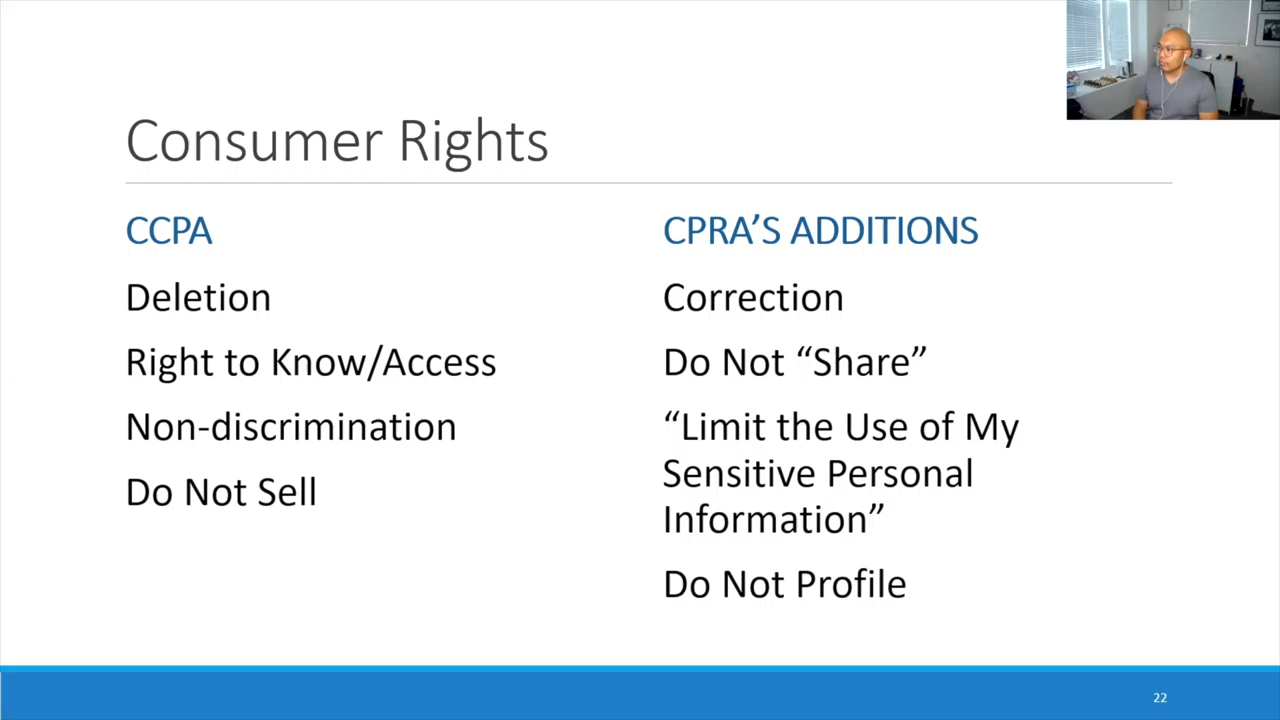 Consumer Rights
CCPA
Deletion
Right to Know/Access
Non-discrimination
Do Not Sell
CPRA’S ADDITIONS
Correction
Do Not “Share”
“Limit the Use of My
Sensitive Personal
Information”
Do Not Profile
22